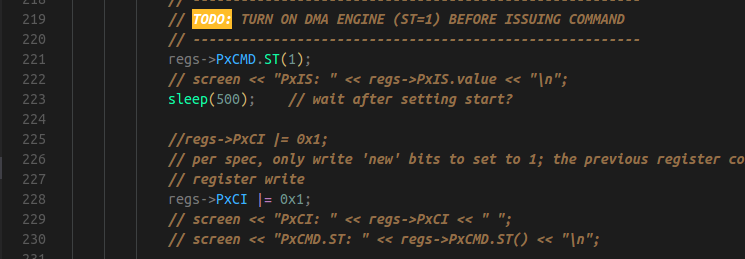 218 // --------------------------------------------------------
219 // TODO: TURN ON DMA ENGINE (ST=1) BEFORE ISSUING COMMAND
220 // --------------------------------------------------------
221 regs->PxCMD.ST(1);
222 // screen << "PxIS: " << regs->PxIS.value << "\n";
223 sleep(500);    // wait after setting start?
224
225 //regs->PxCI |= 0x1;
226 // per spec, only write 'new' bits to set to 1; the previous register co
227 // register write
228 regs->PxCI |= 0x1;
229 // screen << "PxCI: " << regs->PxCI << " ";
230 // screen << "PxCMD.ST: " << regs->PxCMD.ST() << "\n";
231